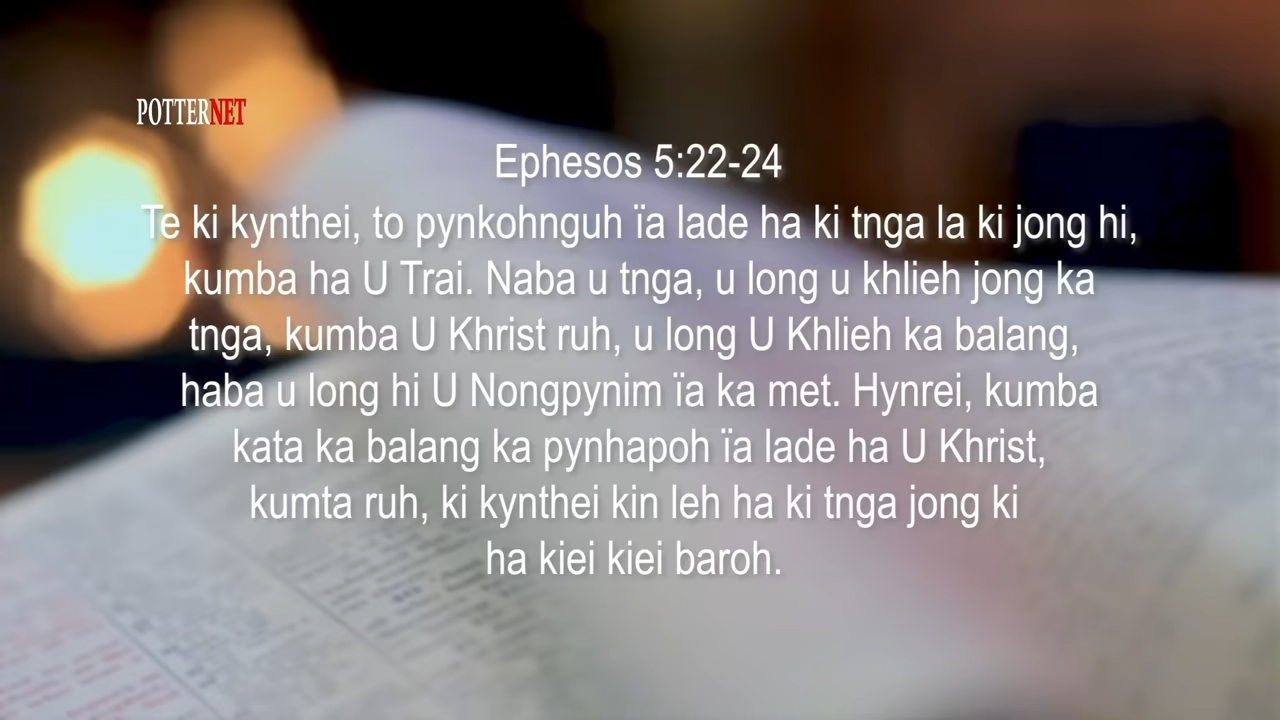 POTTERNET
Ephesos 5:22-24
Te ki kynthei, to pynkohnguh ïa lade ha ki tnga la ki jong hi,
kumba ha U Trai. Naba u tnga, u long u khlieh jong ka
tnga, kumba U Khrist ruh, u long U Khlieh ka balang,
haba u long hi U Nongpynim ïa ka met. Hynrei, kumba
kata ka balang ka pynhapoh ïa lade ha U Khrist,
kumta ruh, ki kynthei kin leh ha ki tnga jong ki
ha kiei kiei baroh.